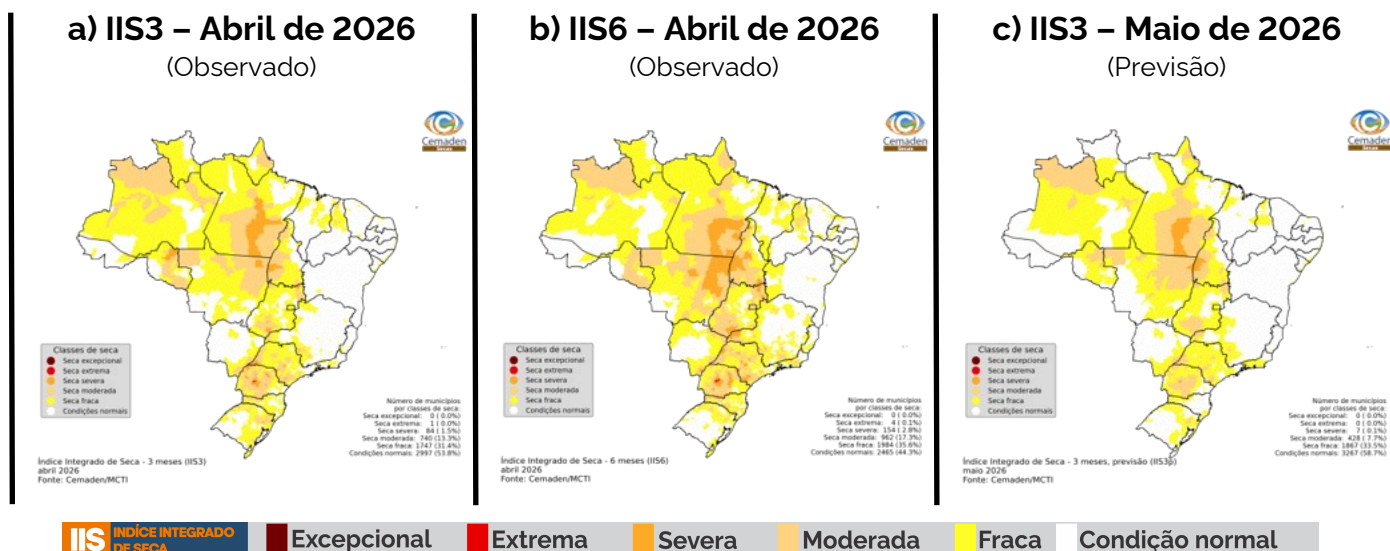 a) IIS3 – Abril de 2026
(Observado)
Cemaden
Secas
Classes de seca
Seca excepcional
Seca extrema
Seca severa
Seca moderada
Seca fraca
Condições normais
Número de municípios
por classes de seca:
Seca excepcional: 0 ( 0.0%)
Seca extrema: 1 ( 0.0%)
Seca severa: 84 ( 1.5%)
Seca moderada: 740 (13.3%)
Seca fraca: 1747 (31.4%)
Condições normais: 2997 (53.8%)
Índice Integrado de Seca - 3 meses (IIS3)
abril 2026
Fonte: Cemaden/MCTI
b) IIS6 – Abril de 2026
(Observado)
Cemaden
Secas
Classes de seca
Seca excepcional
Seca extrema
Seca severa
Seca moderada
Seca fraca
Condições normais
Número de municípios
por classes de seca:
Seca excepcional: 0 ( 0.0%)
Seca extrema: 4 ( 0.1%)
Seca severa: 154 ( 2.8%)
Seca moderada: 962 (17.3%)
Seca fraca: 1984 (35.6%)
Condições normais: 2465 (44.3%)
Índice Integrado de Seca - 6 meses (IIS6)
abril 2026
Fonte: Cemaden/MCTI
c) IIS3 – Maio de 2026
(Previsão)
Cemaden
Secas
Classes de seca
Seca excepcional
Seca extrema
Seca severa
Seca moderada
Seca fraca
Condições normais
Número de municípios
por classes de seca:
Seca excepcional: 0 ( 0.0%)
Seca extrema: 0 ( 0.0%)
Seca severa: 7 ( 0.1%)
Seca moderada: 428 ( 7.7%)
Seca fraca: 1867 (33.5%)
Condições normais: 3267 (58.7%)
Índice Integrado de Seca - 3 meses, previsão (IIS3p)
maio 2026
Fonte: Cemaden/MCTI
IIS INDÍCE INTEGRADO
DE SECA
Excepcional Extrema Severa Moderada Fraca Condição normal